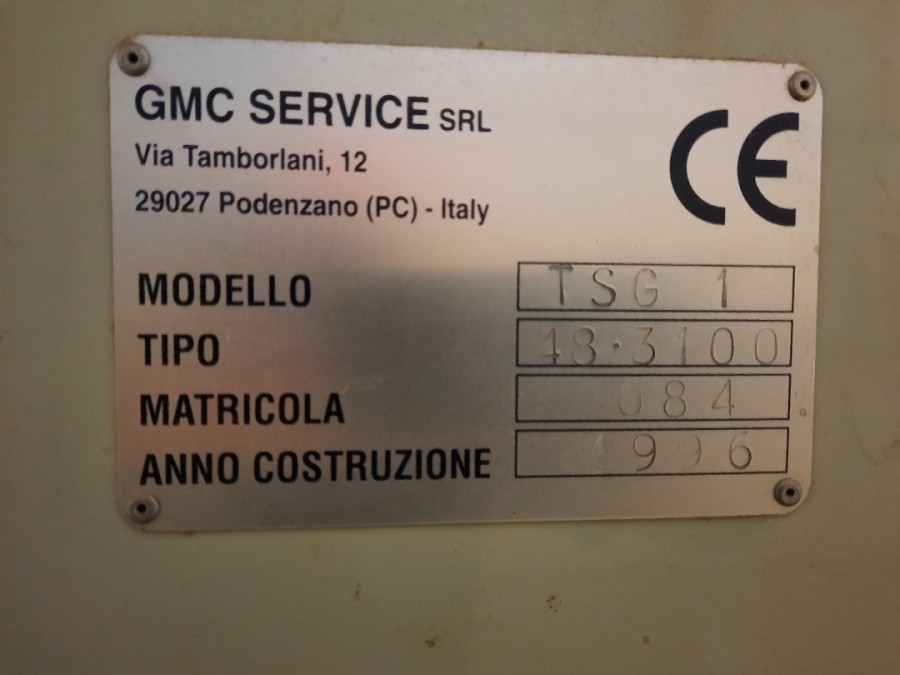 GMC SERVICE SRL
CE
Via Tamborlani, 12
29027 Podenzano (PC) - Italy
MODELLO TSG 1
TIPO 48·3100
MATRICOLA 084
ANNO COSTRUZIONE 1996